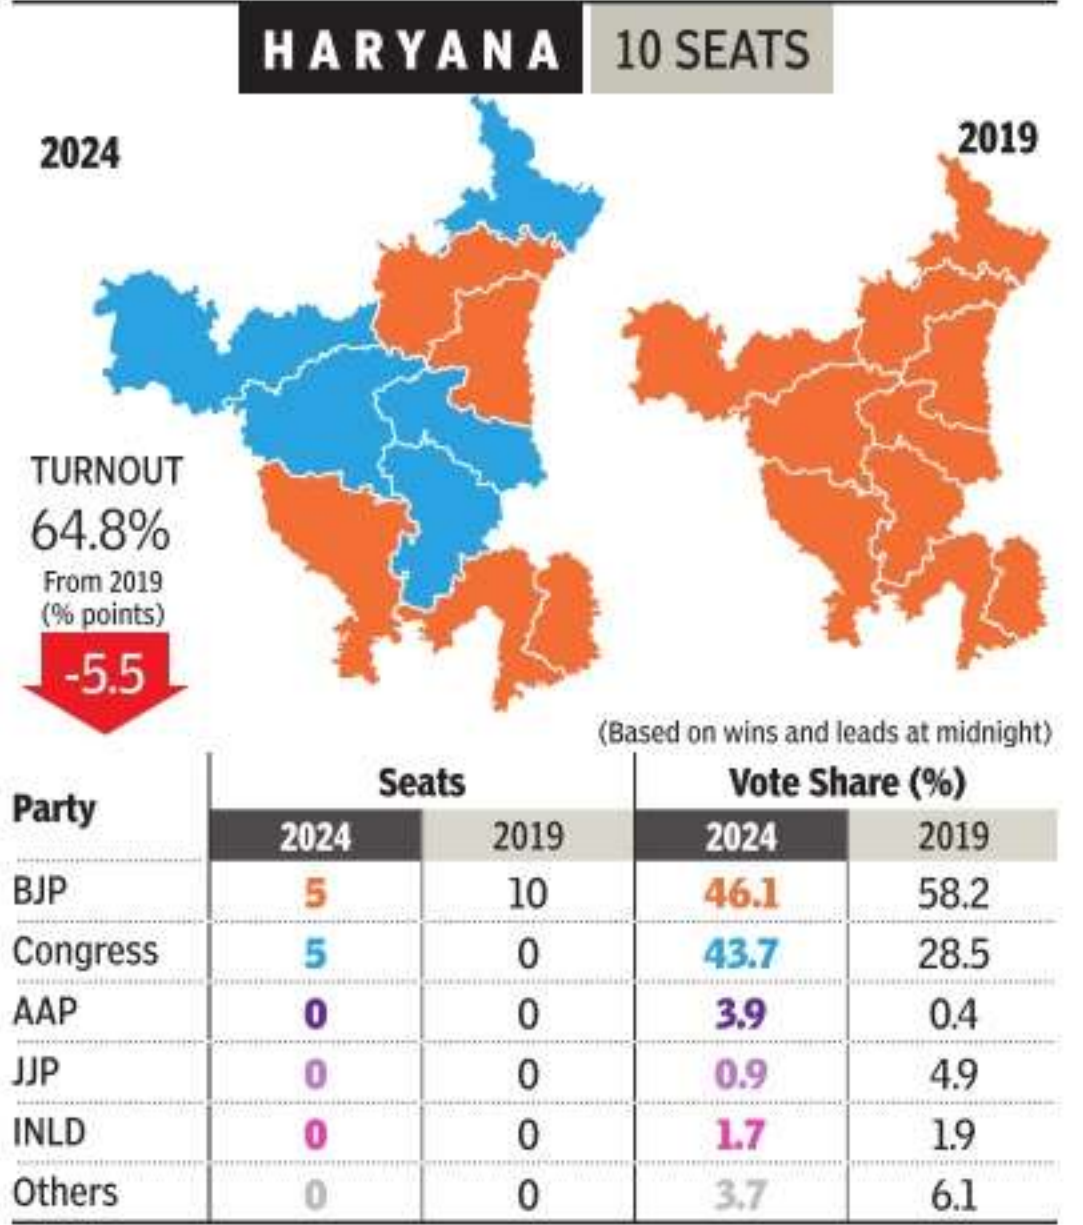 HARYANA 10 SEATS
2024
2019
TURNOUT
64.8%
From 2019
(% points)
-5.5
(Based on wins and leads at midnight)
Party Seats Vote Share (%)
2024 2019 2024 2019
BJP 5 10 46.1 58.2
Congress 5 0 43.7 28.5
AAP 0 0 3.9 0.4
JJP 0 0 0.9 4.9
INLD 0 0 1.7 1.9
Others 0 0 3.7 6.1